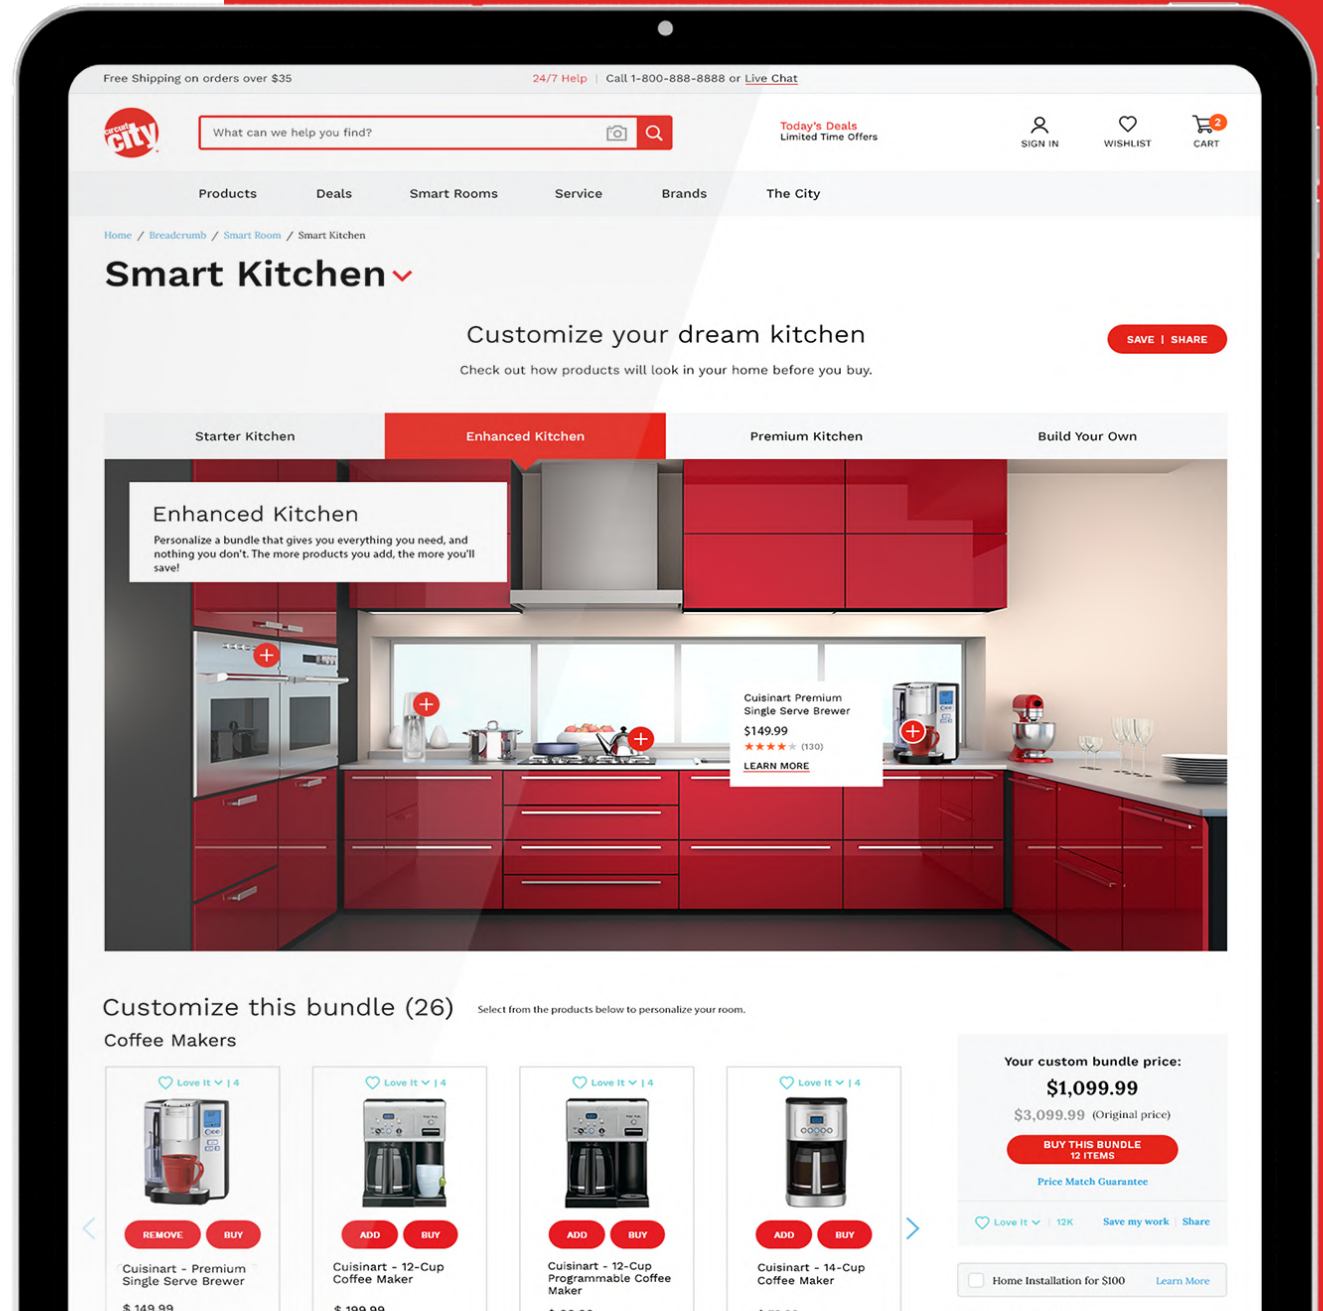 Free Shipping on orders over $35
24/7 Help | Call 1-800-888-8888 or Live Chat
circuit
city
What can we help you find?
Today's Deals
Limited Time Offers
SIGN IN
WISHLIST
2
CART
Products Deals Smart Rooms Service Brands The City
Home / Breadcrumb / Smart Room / Smart Kitchen
Smart Kitchen
Customize your dream kitchen
SAVE | SHARE
Check out how products will look in your home before you buy.
Starter Kitchen Enhanced Kitchen Premium Kitchen Build Your Own
Enhanced Kitchen
Personalize a bundle that gives you everything you need, and
nothing you don't. The more products you add, the more you'll
save!
Cuisinart Premium
Single Serve Brewer
$149.99
(130)
LEARN MORE
Customize this bundle (26) Select from the products below to personalize your room.
Coffee Makers
Love It | 4
REMOVE BUY
Cuisinart - Premium
Single Serve Brewer
$ 149.99
Love It | 4
ADD BUY
Cuisinart - 12-Cup
Coffee Maker
$ 199.99
Love It | 4
ADD BUY
Cuisinart - 12-Cup
Programmable Coffee
Maker
Love It | 4
ADD BUY
Cuisinart - 14-Cup
Coffee Maker
Your custom bundle price:
$1,099.99
$3,099.99 (Original price)
BUY THIS BUNDLE
12 ITEMS
Price Match Guarantee
Love It | 12K Save my work | Share
Home Installation for $100 Learn More